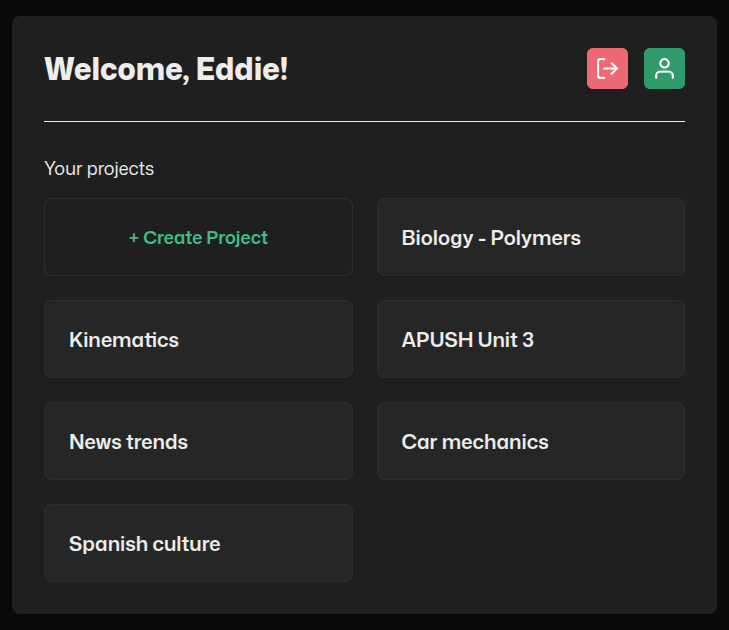 Welcome, Eddie!
Your projects
+ Create Project
Biology - Polymers
Kinematics
APUSH Unit 3
News trends
Car mechanics
Spanish culture